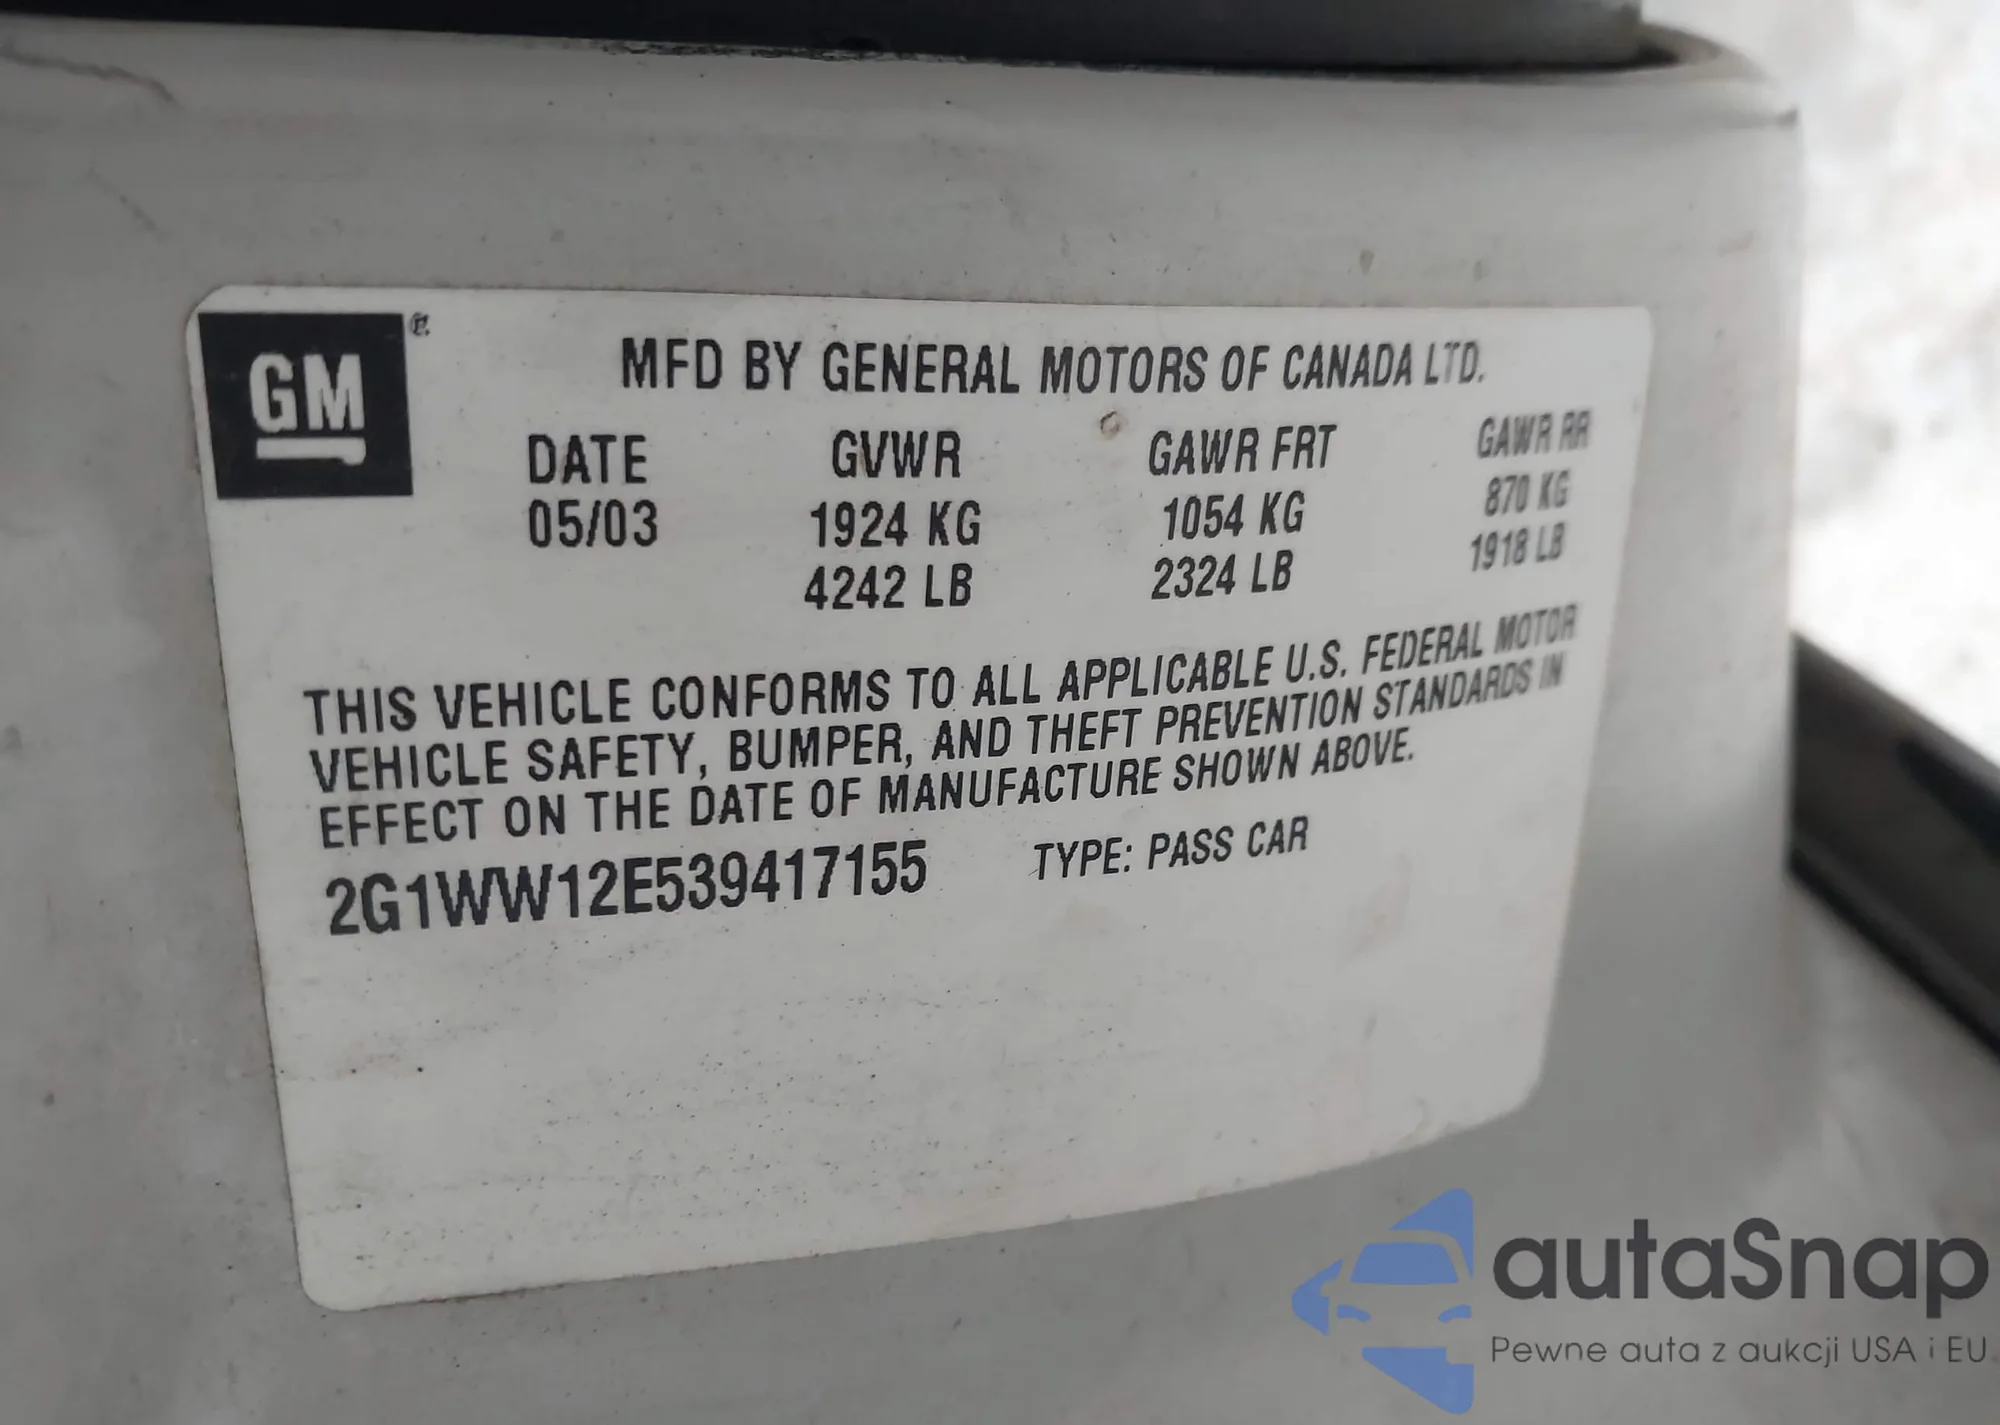 GM
MFD BY GENERAL MOTORS OF CANADA LTD.
DATE GVWR GAWR FRT GAWR RR
05/03 1924 KG 1054 KG 870 KG
4242 LB 2324 LB 1918 LB
THIS VEHICLE CONFORMS TO ALL APPLICABLE U.S. FEDERAL MOTOR
VEHICLE SAFETY, BUMPER, AND THEFT PREVENTION STANDARDS IN
EFFECT ON THE DATE OF MANUFACTURE SHOWN ABOVE.
2G1WW12E539417155 TYPE: PASS CAR
autaSnap
Pewne auta z aukcji USA i EU